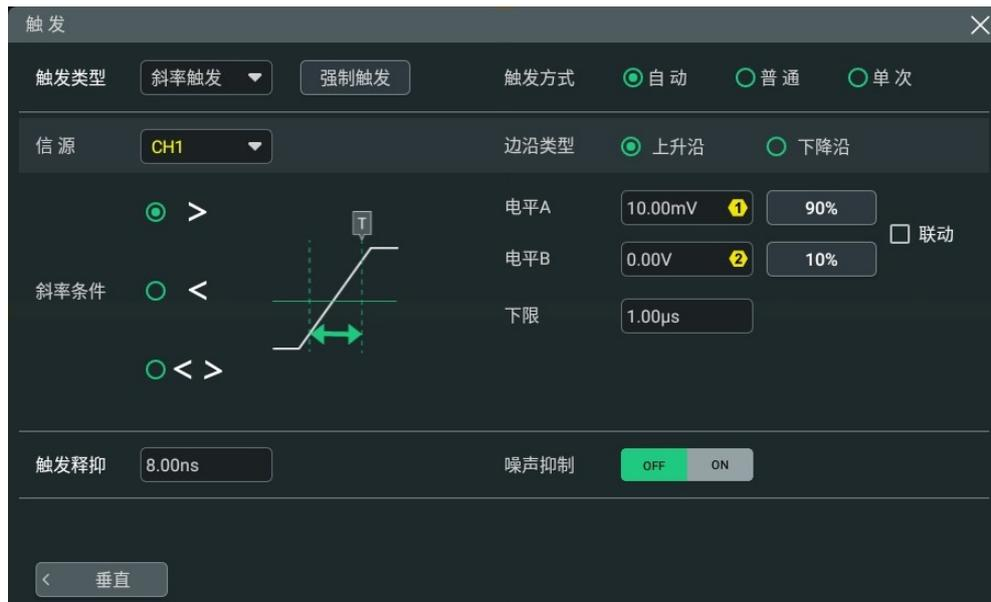 触发
触发类型 斜率触发 强制触发 触发方式 自动 普通 单次
信源 CH1 边沿类型 上升沿 下降沿
> T 电平A 10.00mV 1 90%
联动
电平B 0.00V 2 10%
斜率条件 <
下限 1.00μs
< >
触发释抑 8.00ns 噪声抑制 OFF ON
< 垂直